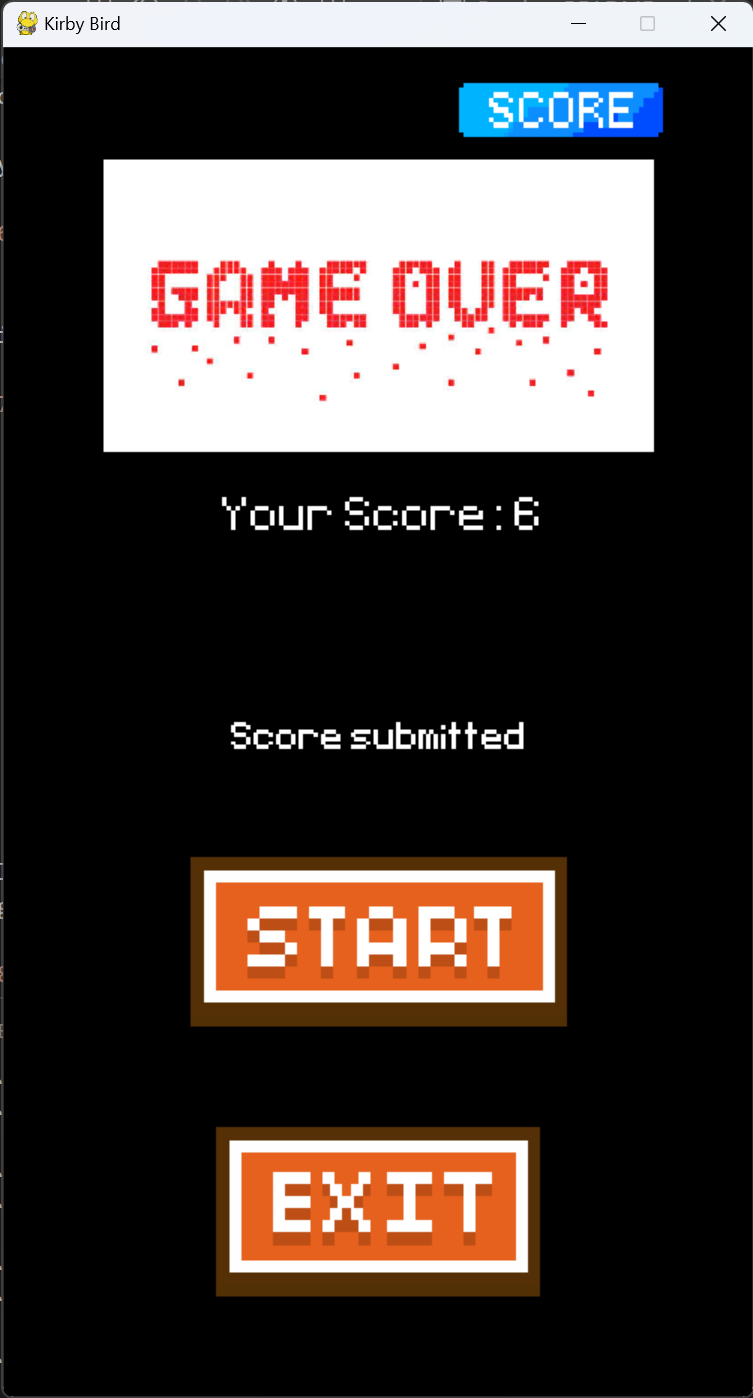 Kirby Bird
SCORE
GAME OVER
Your Score : 6
Score submitted
START
EXIT